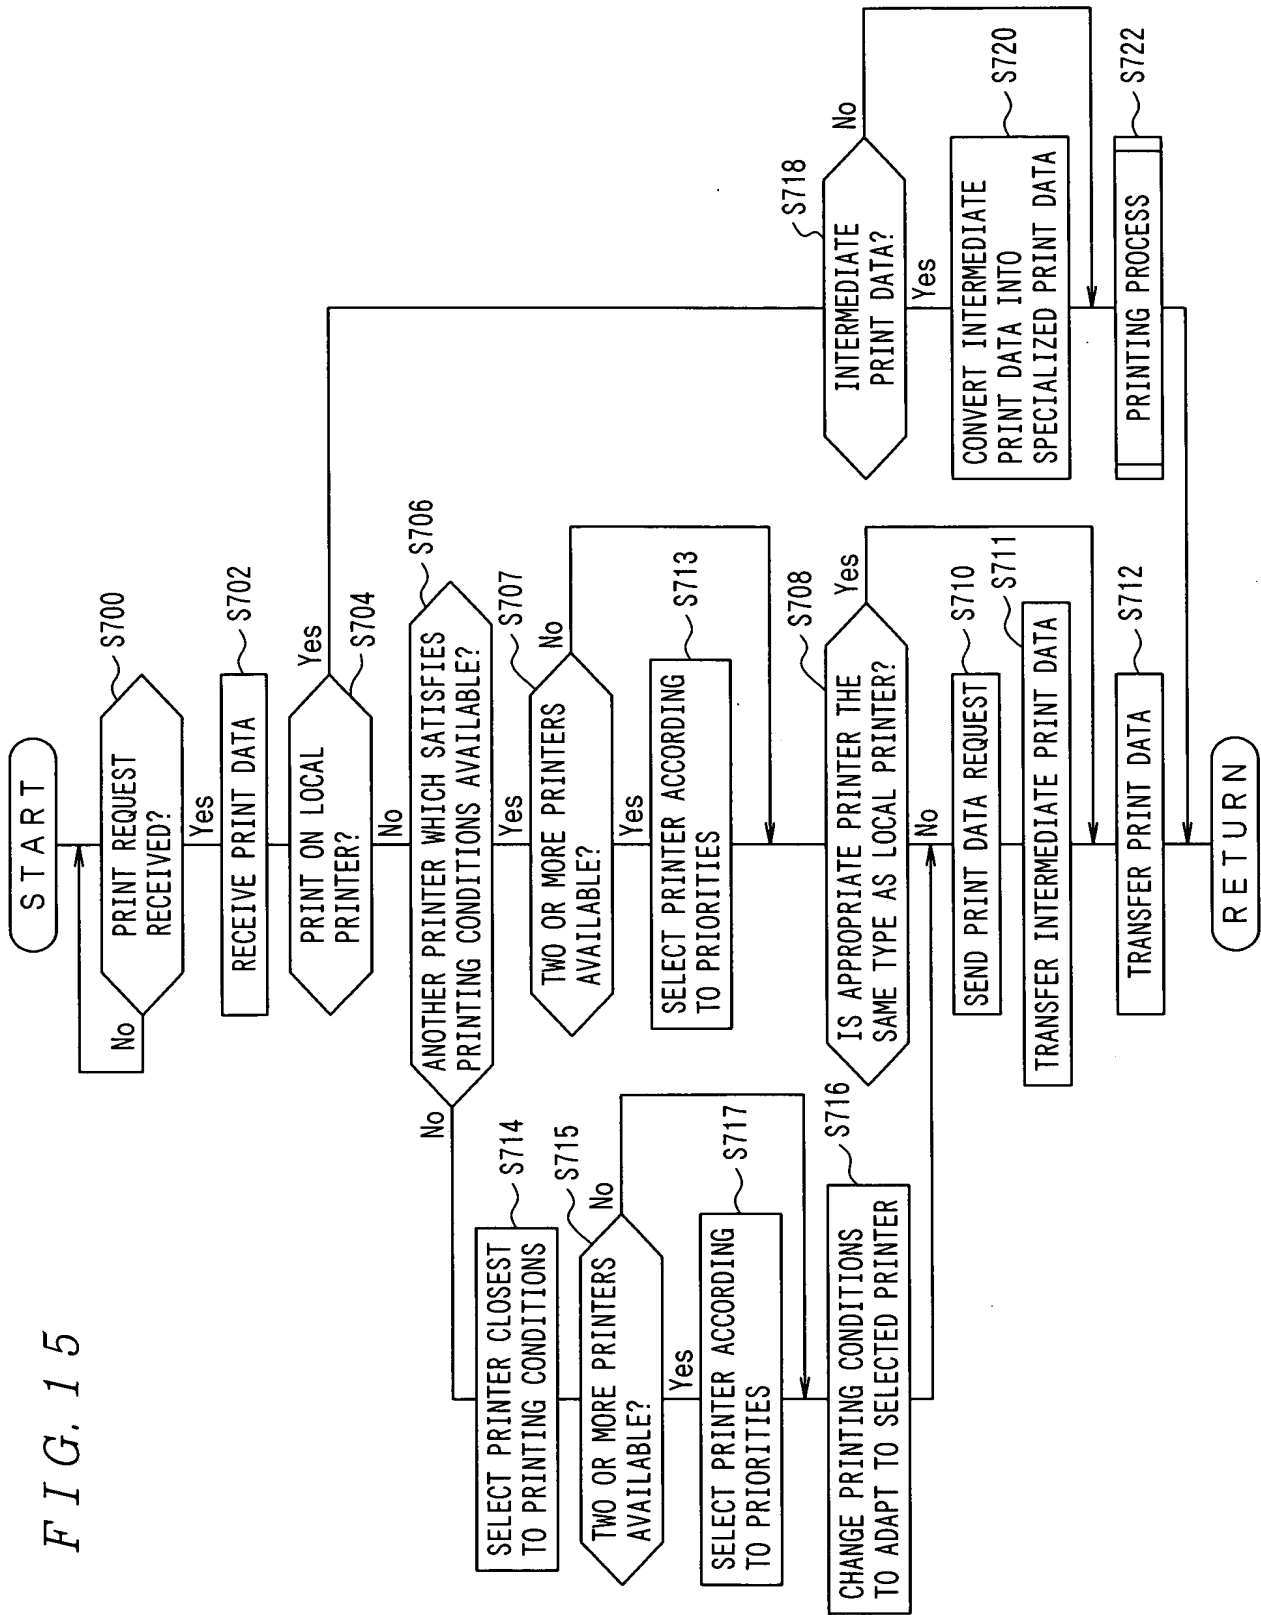 FIG. 15
START
PRINT REQUEST
RECEIVED?
S700
No
Yes
RECEIVE PRINT DATA
S702
PRINT ON LOCAL
PRINTER?
Yes
S704
No
ANOTHER PRINTER WHICH SATISFIES
PRINTING CONDITIONS AVAILABLE?
S706
No
Yes
SELECT PRINTER CLOSEST
TO PRINTING CONDITIONS
S714
TWO OR MORE PRINTERS
AVAILABLE?
S715
No
Yes
SELECT PRINTER ACCORDING
TO PRIORITIES
S717
CHANGE PRINTING CONDITIONS
TO ADAPT TO SELECTED PRINTER
S716
TWO OR MORE PRINTERS
AVAILABLE?
S707
No
Yes
SELECT PRINTER ACCORDING
TO PRIORITIES
S713
IS APPROPRIATE PRINTER THE
SAME TYPE AS LOCAL PRINTER?
S708
Yes
No
SEND PRINT DATA REQUEST
S710
TRANSFER INTERMEDIATE PRINT DATA
S711
TRANSFER PRINT DATA
S712
INTERMEDIATE
PRINT DATA?
S718
No
Yes
CONVERT INTERMEDIATE
PRINT DATA INTO
SPECIALIZED PRINT DATA
S720
PRINTING PROCESS
S722
RETURN